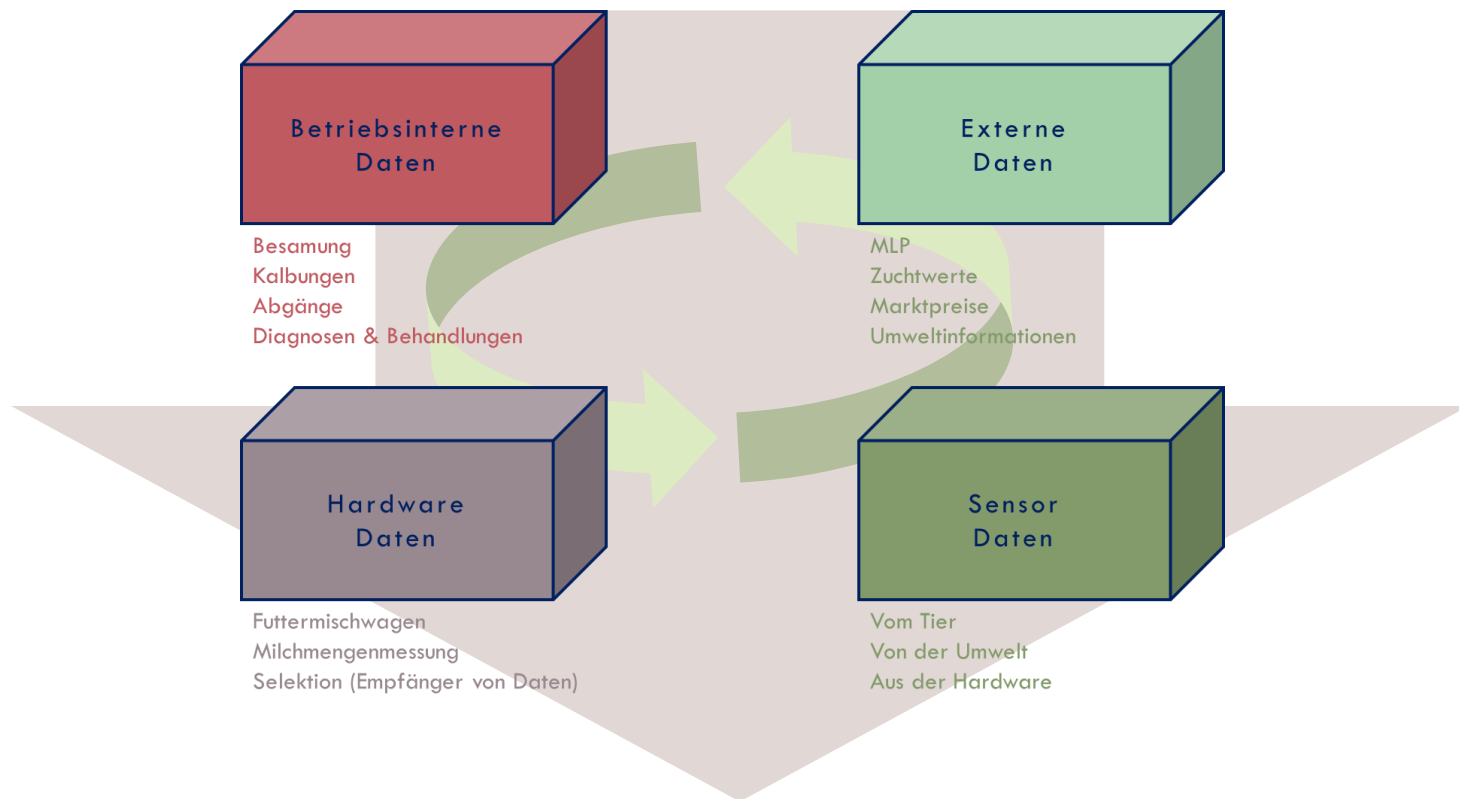 Betriebsinterne
Daten
Besamung
Kalbungen
Abgänge
Diagnosen & Behandlungen
Externe
Daten
MLP
Zuchtwerte
Marktpreise
Umweltinformationen
Hardware
Daten
Futtermischwagen
Milchmengenmessung
Selektion (Empfänger von Daten)
Sensor
Daten
Vom Tier
Von der Umwelt
Aus der Hardware